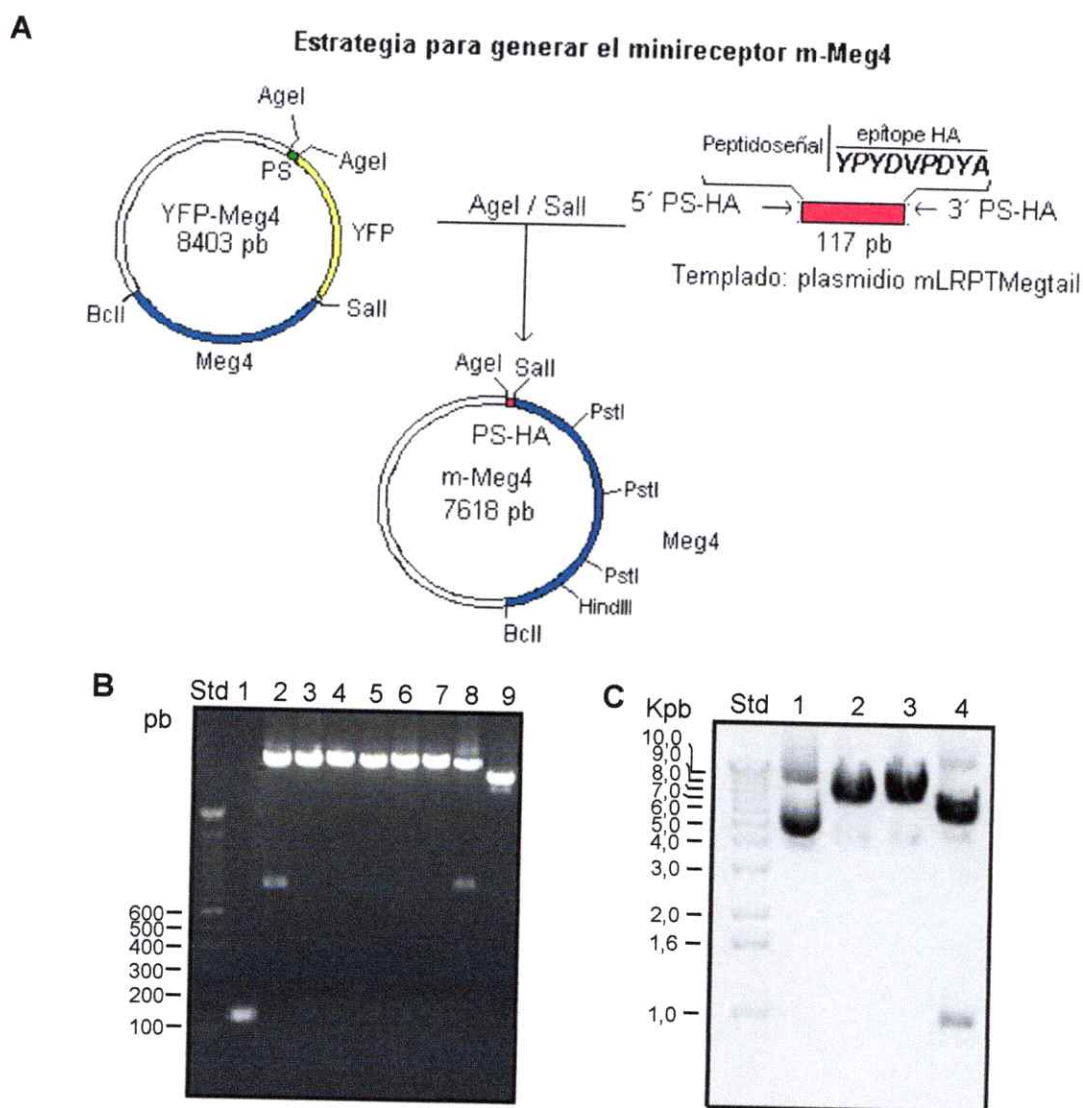 A
Estrategia para generar el minireceptor m-Meg4
AgeI
AgeI
PS
YFP-Meg4
8403 pb
YFP
BclI
SalI
Meg4
AgeI / SalI
Peptidoseñal
epítope HA
YPYDVPDYA
5´ PS-HA
3´ PS-HA
117 pb
Templado: plasmidio mLRPTMegtail
AgeI
SalI
PS-HA
PstI
m-Meg4
7618 pb
PstI
Meg4
PstI
HindIII
BclI
B
pb
Std 1 2 3 4 5 6 7 8 9
600
500
400
300
200
100
C
Kpb
Std 1 2 3 4
10,0
9,0
8,0
7,0
6,0
5,0
4,0
3,0
2,0
1,6
1,0